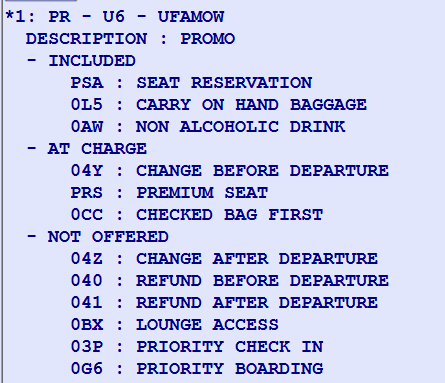 *1: PR - U6 - UFAMOW
DESCRIPTION : PROMO
- INCLUDED
PSA : SEAT RESERVATION
0L5 : CARRY ON HAND BAGGAGE
0AW : NON ALCOHOLIC DRINK
- AT CHARGE
04Y : CHANGE BEFORE DEPARTURE
PRS : PREMIUM SEAT
0CC : CHECKED BAG FIRST
- NOT OFFERED
04Z : CHANGE AFTER DEPARTURE
040 : REFUND BEFORE DEPARTURE
041 : REFUND AFTER DEPARTURE
0BX : LOUNGE ACCESS
03P : PRIORITY CHECK IN
0G6 : PRIORITY BOARDING